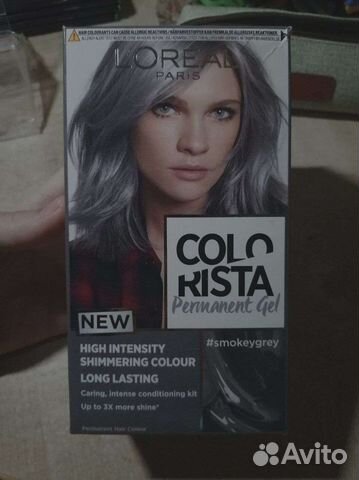 HAIR COLOURANTS CAN CAUSE ALLERGIC REACTIONS
L'ORÉAL
PARIS
COLO
RISTA
Permanent Gel
#smokeygrey
NEW
HIGH INTENSITY
SHIMMERING COLOUR
LONG LASTING
Caring, intense conditioning kit
Up to 3X more shine*
Permanent Hair Colour
Avito